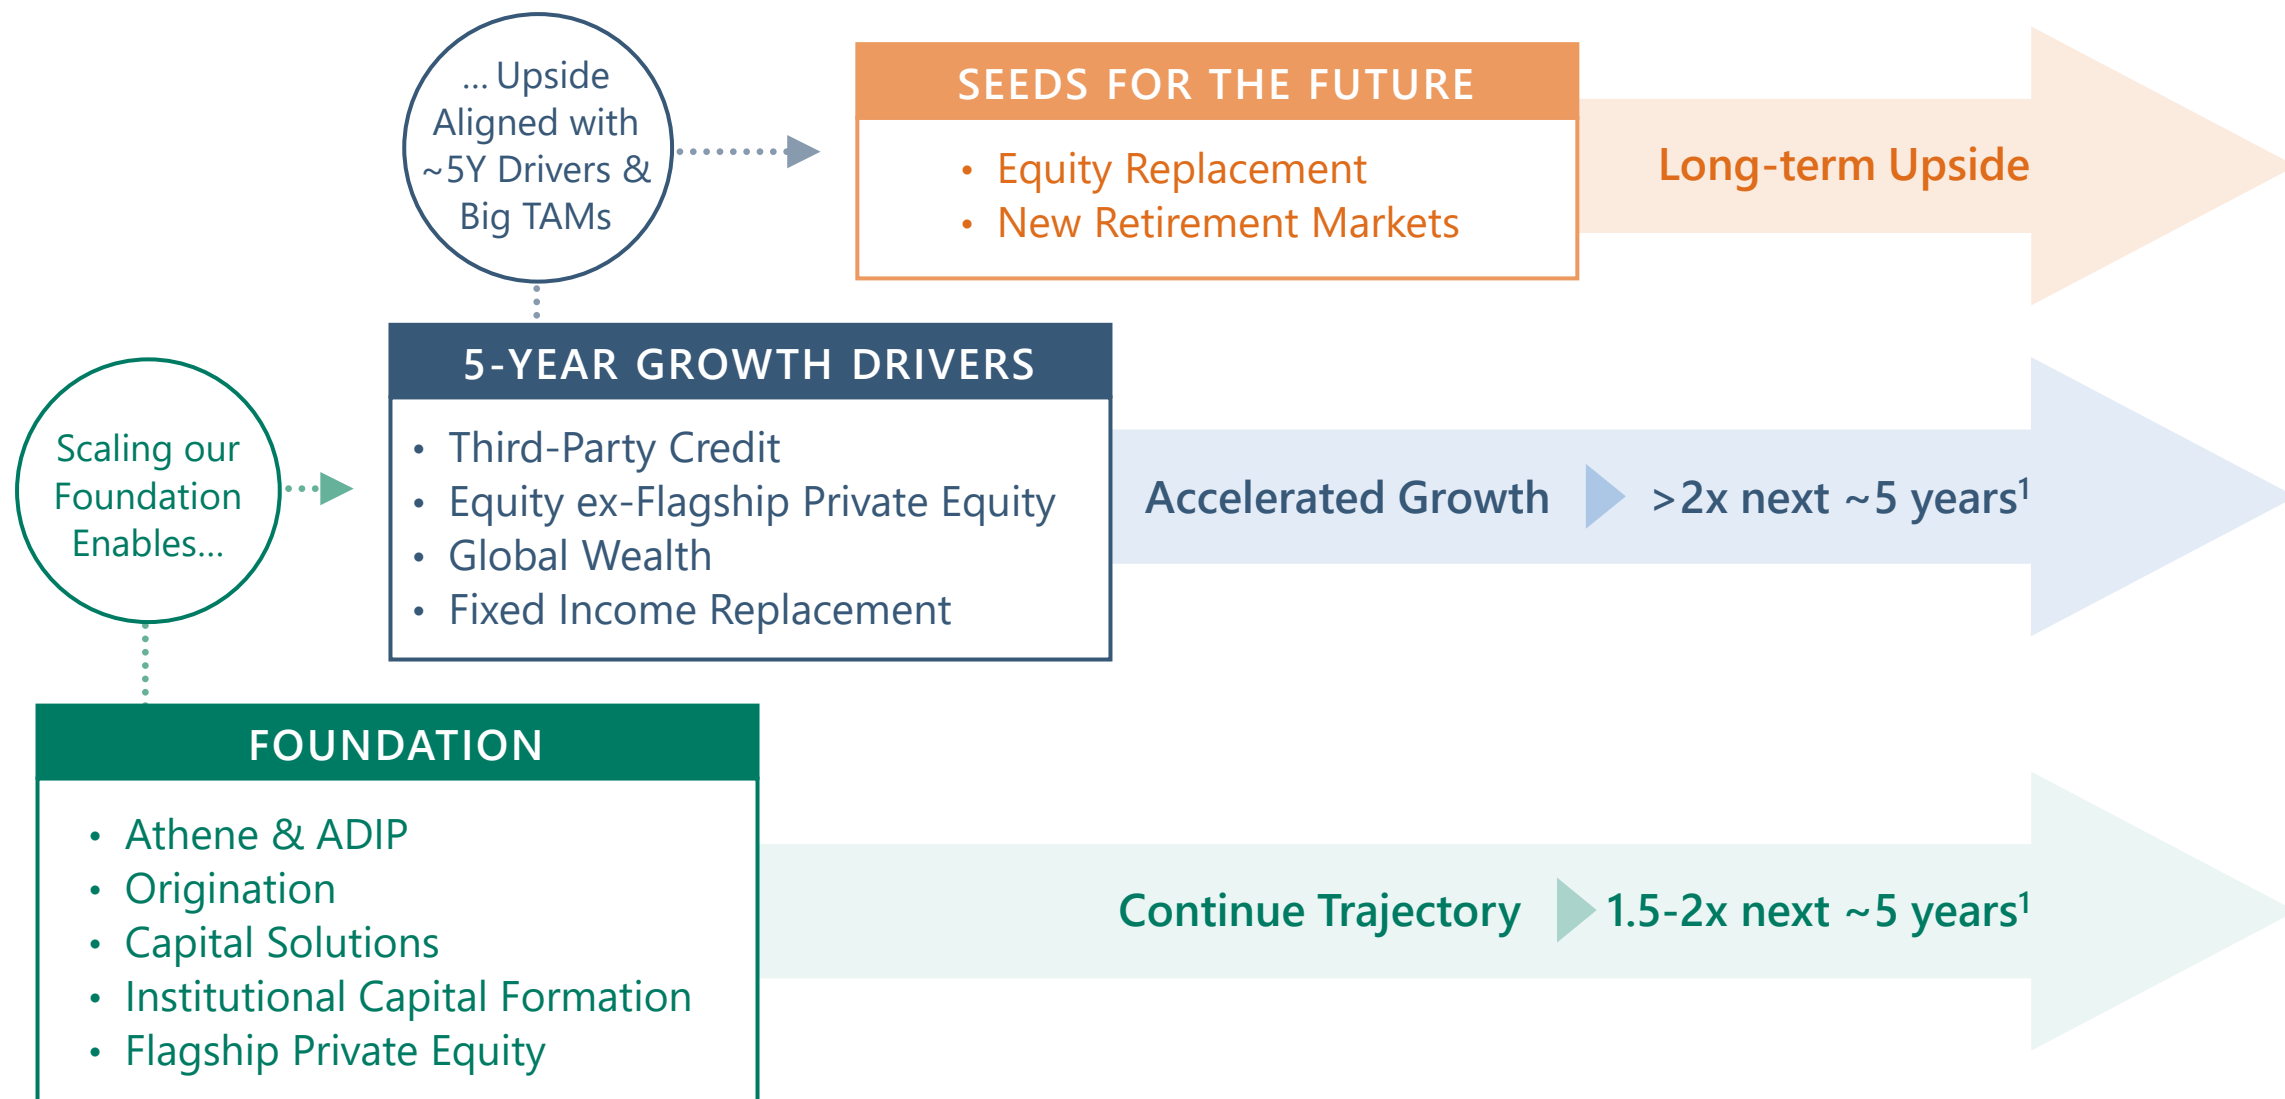 ... Upside
Aligned with
~5Y Drivers &
Big TAMs
SEEDS FOR THE FUTURE
• Equity Replacement
• New Retirement Markets
Long-term Upside
Scaling our
Foundation
Enables...
5-YEAR GROWTH DRIVERS
• Third-Party Credit
• Equity ex-Flagship Private Equity
• Global Wealth
• Fixed Income Replacement
Accelerated Growth >2x next ~5 years¹
FOUNDATION
• Athene & ADIP
• Origination
• Capital Solutions
• Institutional Capital Formation
• Flagship Private Equity
Continue Trajectory 1.5-2x next ~5 years¹